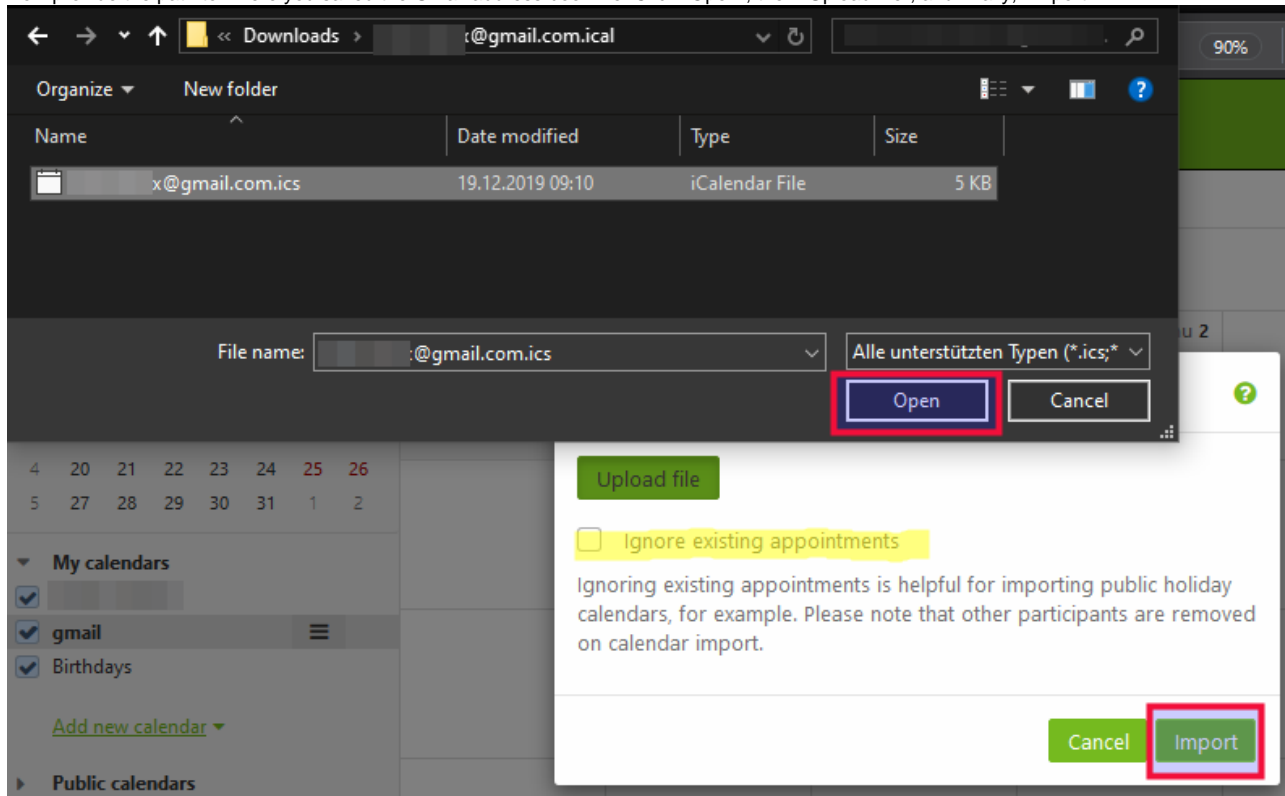 Downloads
@gmail.com.ical
90%
Organize
New folder
Name
Date modified
Type
Size
x@gmail.com.ics
19.12.2019 09:10
iCalendar File
5 KB
File name:
@gmail.com.ics
Alle unterstützten Typen (*.ics;*
2
Open
Cancel
4 20 21 22 23 24 25 26
5 27 28 29 30 31 1 2
My calendars
gmail
Birthdays
Add new calendar
Public calendars
Upload file
Ignore existing appointments
Ignoring existing appointments is helpful for importing public holiday
calendars, for example. Please note that other participants are removed
on calendar import.
Cancel
Import